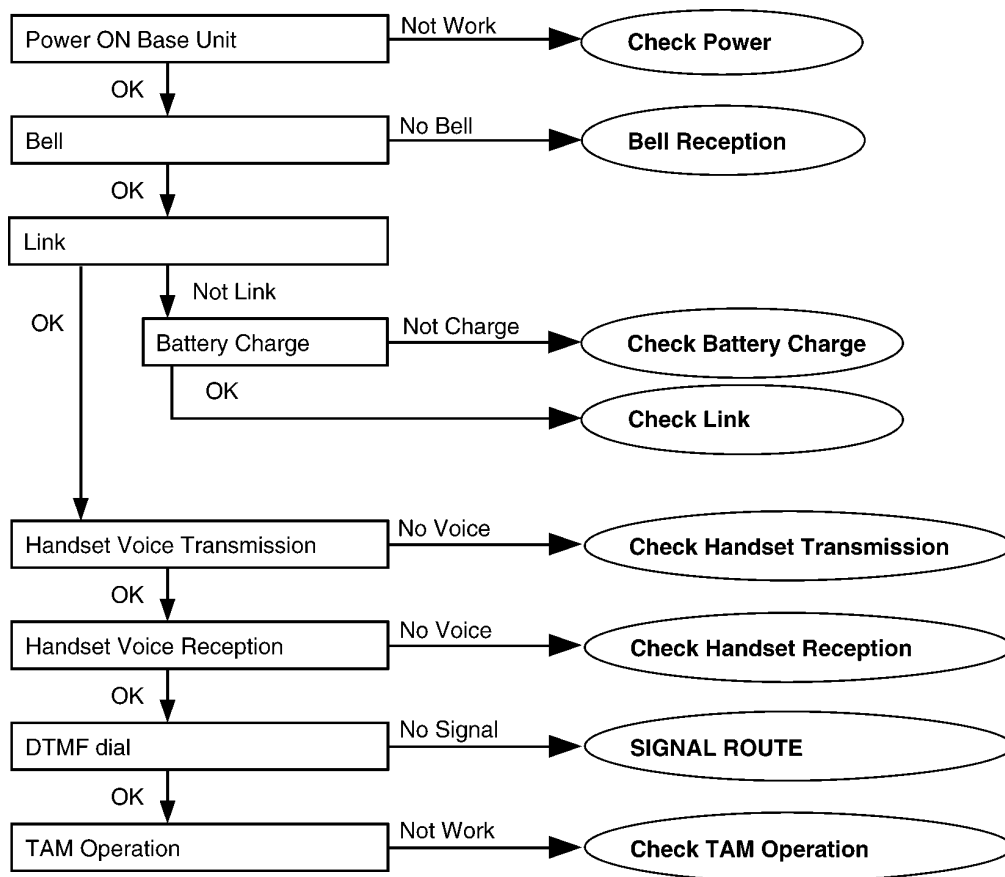 Power ON Base Unit
Not Work
Check Power
OK
Bell
No Bell
Bell Reception
OK
Link
Not Link
OK
Battery Charge
Not Charge
Check Battery Charge
OK
Check Link
Handset Voice Transmission
No Voice
Check Handset Transmission
OK
Handset Voice Reception
No Voice
Check Handset Reception
OK
DTMF dial
No Signal
SIGNAL ROUTE
OK
TAM Operation
Not Work
Check TAM Operation